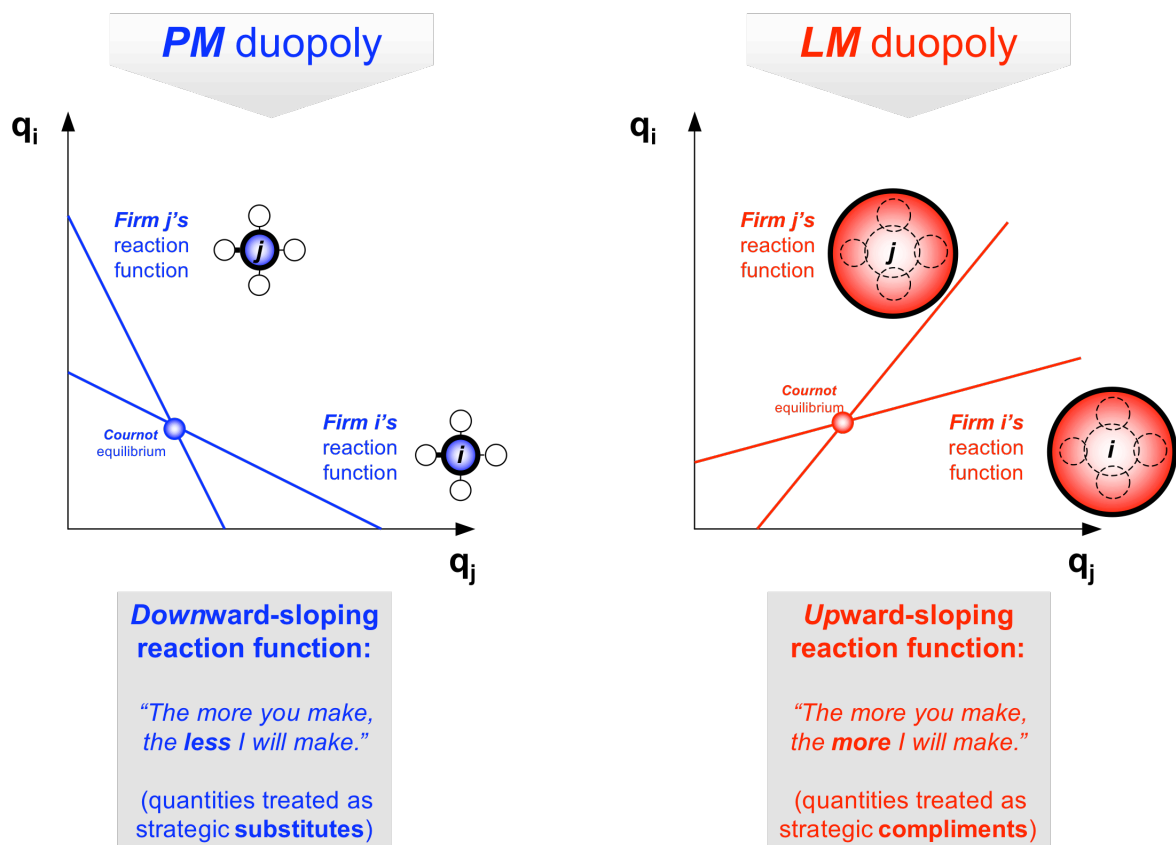 PM duopoly
qi
Firm j's
reaction
function
j
Cournot
equilibrium
Firm i's
reaction
function
i
qj
Downward-sloping
reaction function:
“The more you make,
the less I will make.”
(quantities treated as
strategic substitutes)
LM duopoly
qi
Firm j's
reaction
function
j
Cournot
equilibrium
Firm i's
reaction
function
i
qj
Upward-sloping
reaction function:
“The more you make,
the more I will make.”
(quantities treated as
strategic compliments)